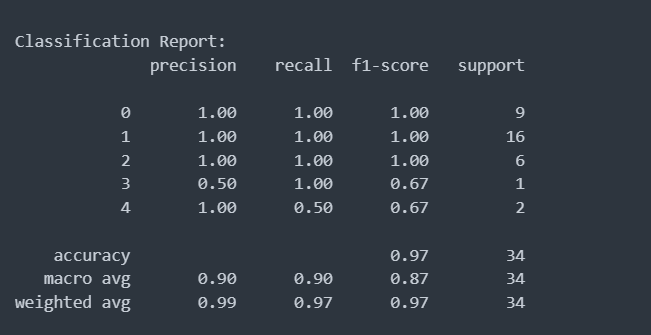 Classification Report:
precision recall f1-score support
0 1.00 1.00 1.00 9
1 1.00 1.00 1.00 16
2 1.00 1.00 1.00 6
3 0.50 1.00 0.67 1
4 1.00 0.50 0.67 2
accuracy 0.97 34
macro avg 0.90 0.90 0.87 34
weighted avg 0.99 0.97 0.97 34